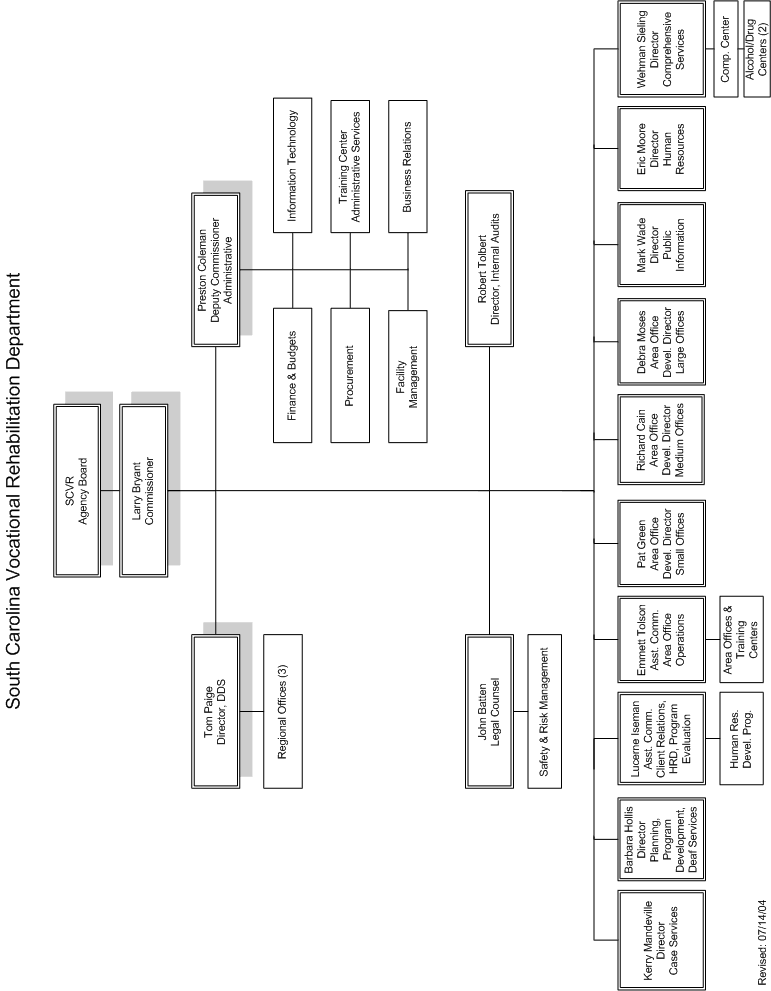 South Carolina Vocational Rehabilitation Department
SCVR
Agency Board
Larry Bryant
Commissioner
Tom Paige
Director, DDS
Regional Offices (3)
Preston Coleman
Deputy Commissioner
Administrative
Finance & Budgets
Information Technology
Procurement
Training Center
Administrative Services
Facility
Management
Business Relations
John Batten
Legal Counsel
Safety & Risk Management
Robert Tolbert
Director, Internal Audits
Kerry Mandeville
Director
Case Services
Barbara Hollis
Director
Planning,
Program
Development,
Deaf Services
Lucerne Iseman
Asst. Comm.
Client Relations,
HRD, Program
Evaluation
Human Res.
Devel. Prog.
Emmett Tolson
Asst. Comm.
Area Office
Operations
Area Offices &
Training
Centers
Pat Green
Area Office
Devel. Director
Small Offices
Richard Cain
Area Office
Devel. Director
Medium Offices
Debra Moses
Area Office
Devel. Director
Large Offices
Mark Wade
Director
Public
Information
Eric Moore
Director
Human
Resources
Wehman Sieling
Director
Comprehensive
Services
Comp. Center
Alcohol/Drug
Centers (2)
Revised: 07/14/04